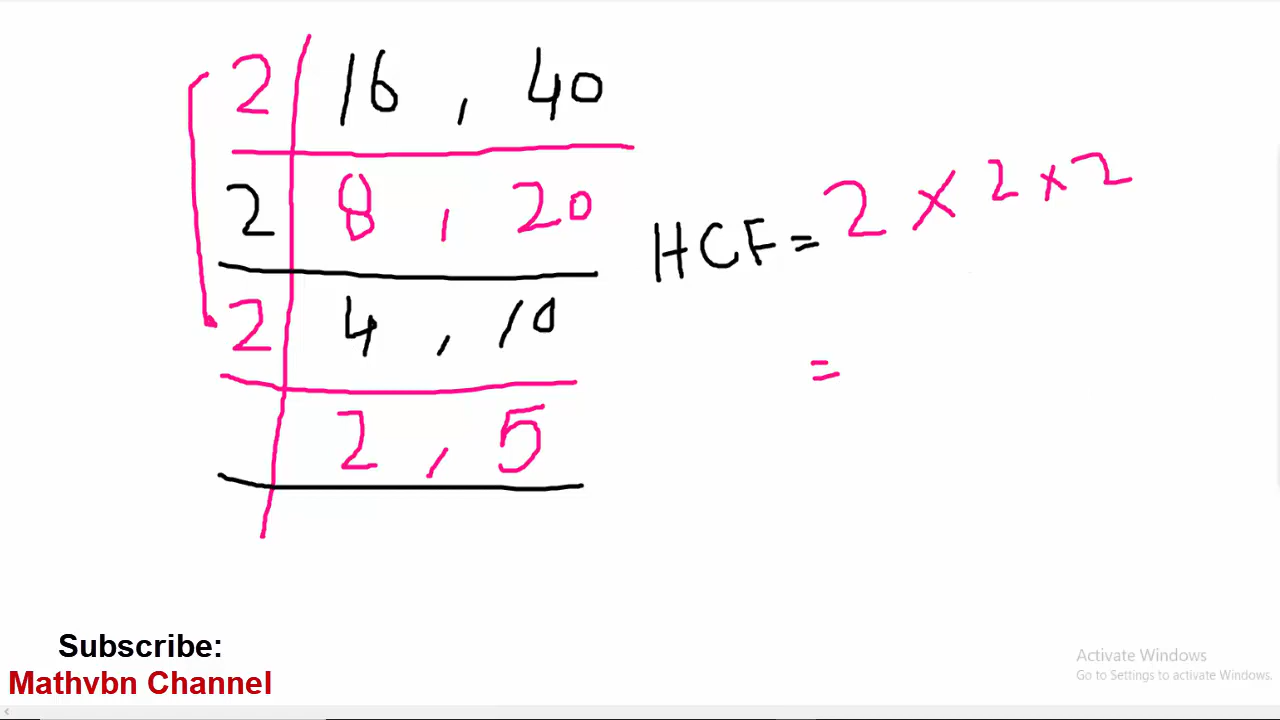 2 | 16 , 40
2 | 8 , 20
HCF = 2 × 2 × 2
2 | 4 , 10
=
2 , 5
Subscribe:
Mathvbn Channel
Activate Windows
Go to Settings to activate Windows.